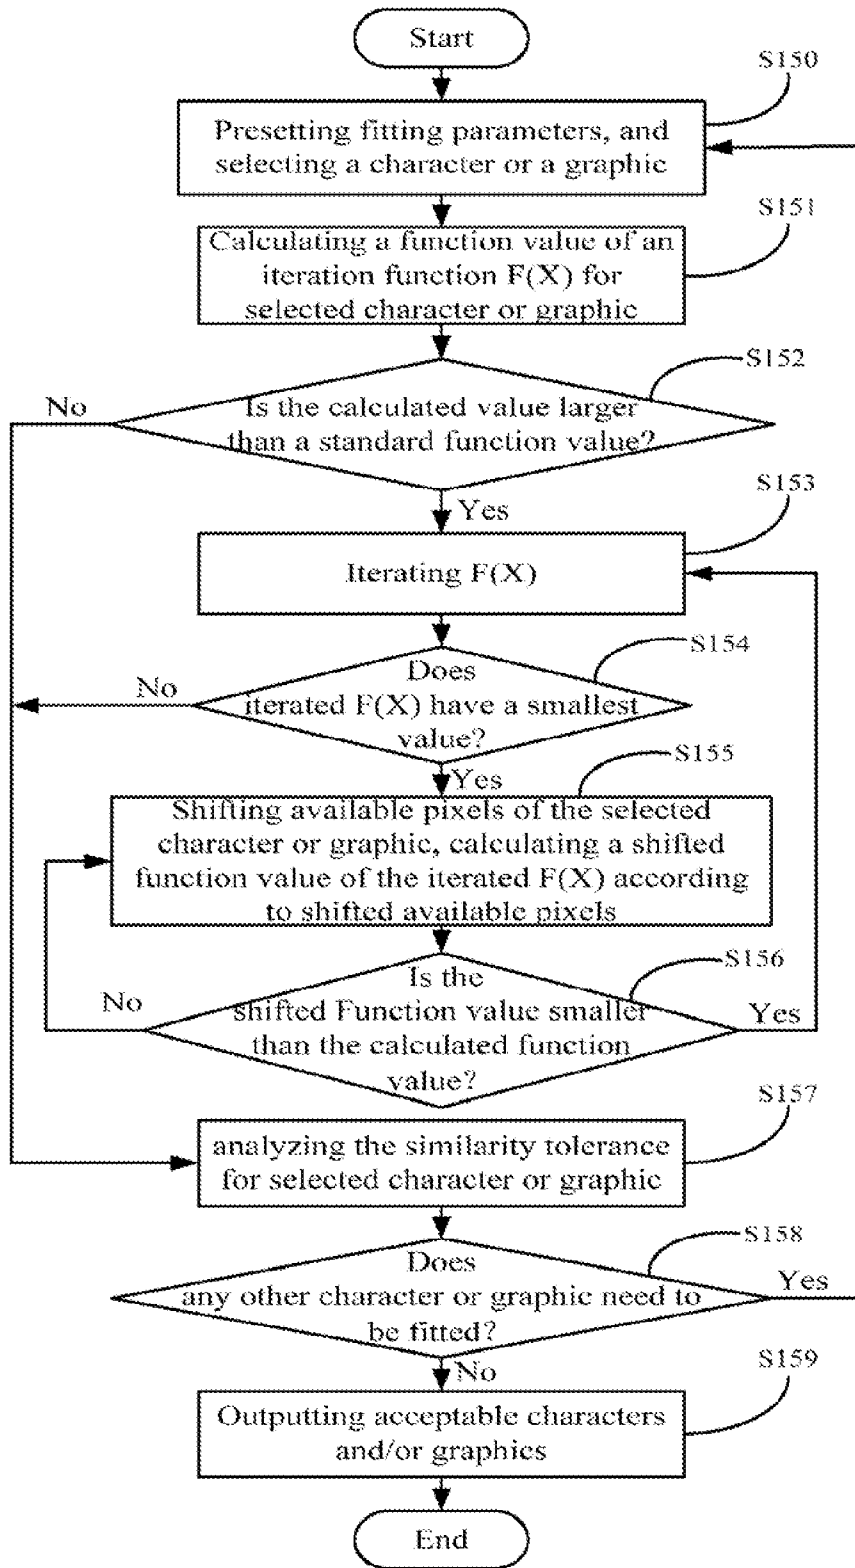 Start
S150
Presetting fitting parameters, and
selecting a character or a graphic
S151
Calculating a function value of an
iteration function F(X) for
selected character or graphic
S152
No
Is the calculated value larger
than a standard function value?
Yes
S153
Iterating F(X)
S154
No
Does
iterated F(X) have a smallest
value?
Yes
S155
Shifting available pixels of the selected
character or graphic, calculating a shifted
function value of the iterated F(X) according
to shifted available pixels
S156
No
Is the
shifted Function value smaller
than the calculated function
value?
Yes
S157
analyzing the similarity tolerance
for selected character or graphic
S158
Does
any other character or graphic need to
be fitted?
Yes
No
S159
Outputting acceptable characters
and/or graphics
End